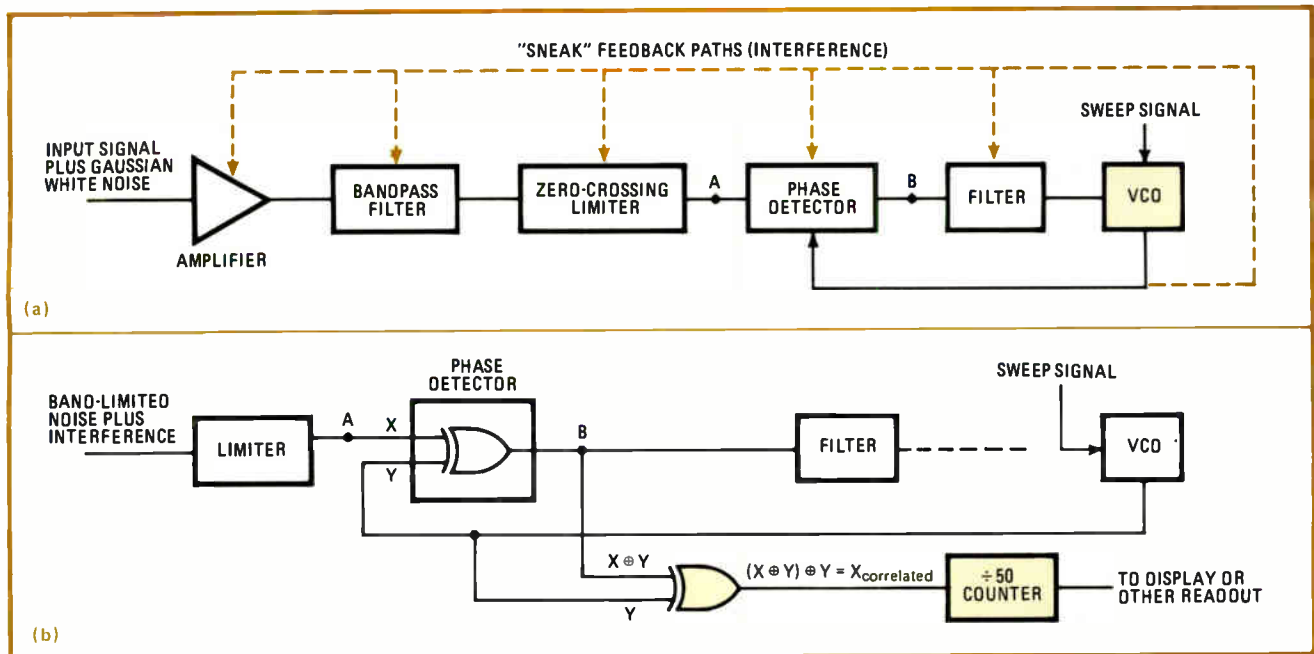 "SNEAK" FEEDBACK PATHS (INTERFERENCE)
SWEEP SIGNAL
INPUT SIGNAL
PLUS GAUSSIAN
WHITE NOISE
AMPLIFIER
BANDPASS
FILTER
ZERO-CROSSING
LIMITER
A
PHASE
DETECTOR
B
FILTER
VCO
(a)
PHASE
DETECTOR
SWEEP SIGNAL
BAND-LIMITED
NOISE PLUS
INTERFERENCE
LIMITER
A
X
Y
B
FILTER
VCO
X ⊕ Y
Y
(X ⊕ Y) ⊕ Y = Xcorrelated
÷50
COUNTER
TO DISPLAY OR
OTHER READOUT
(b)